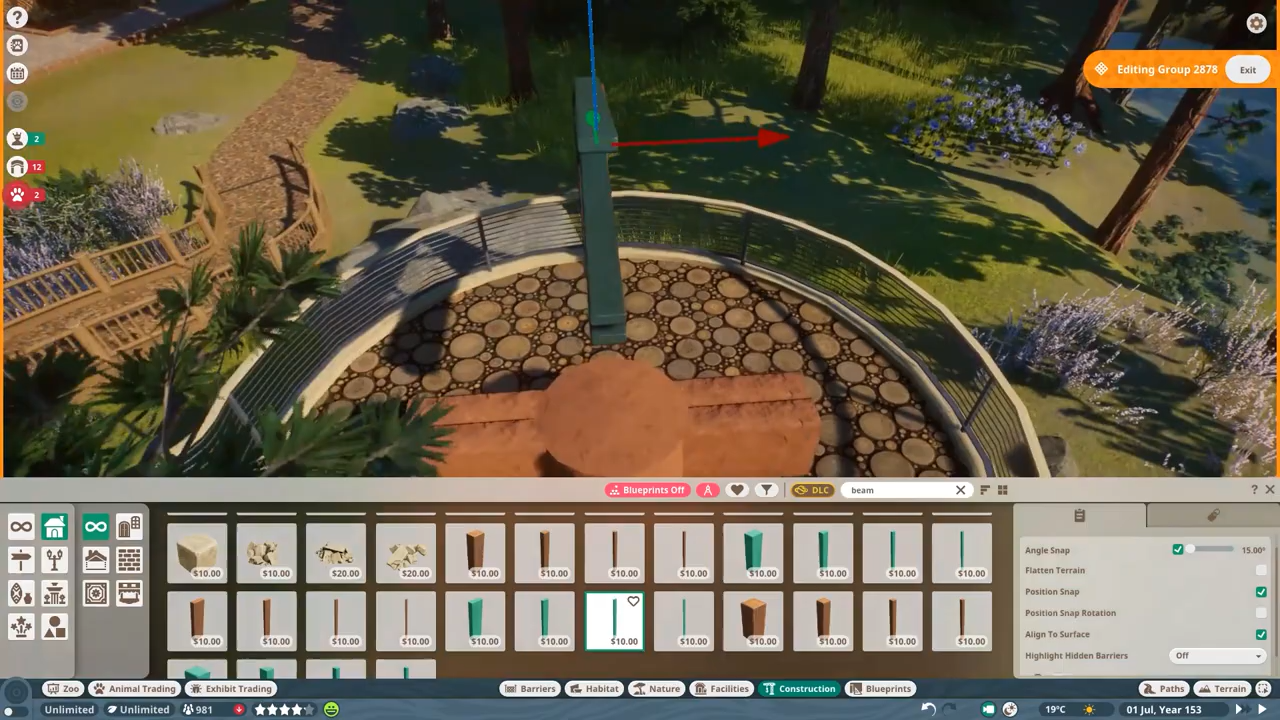 ?
Editing Group 2878
Exit
2
12
2
Blueprints Off
DLC
beam
?
$10.00 $10.00 $20.00 $20.00 $10.00 $10.00 $10.00 $10.00 $10.00 $10.00 $10.00 $10.00
$10.00 $10.00 $10.00 $10.00 $10.00 $10.00 $10.00 $10.00 $10.00 $10.00 $10.00 $10.00
Angle Snap 15.00°
Flatten Terrain
Position Snap
Position Snap Rotation
Align To Surface
Highlight Hidden Barriers Off
Zoo Animal Trading Exhibit Trading Barriers Habitat Nature Facilities Construction Blueprints Paths Terrain
Unlimited Unlimited 981 19°C 01 Jul, Year 153